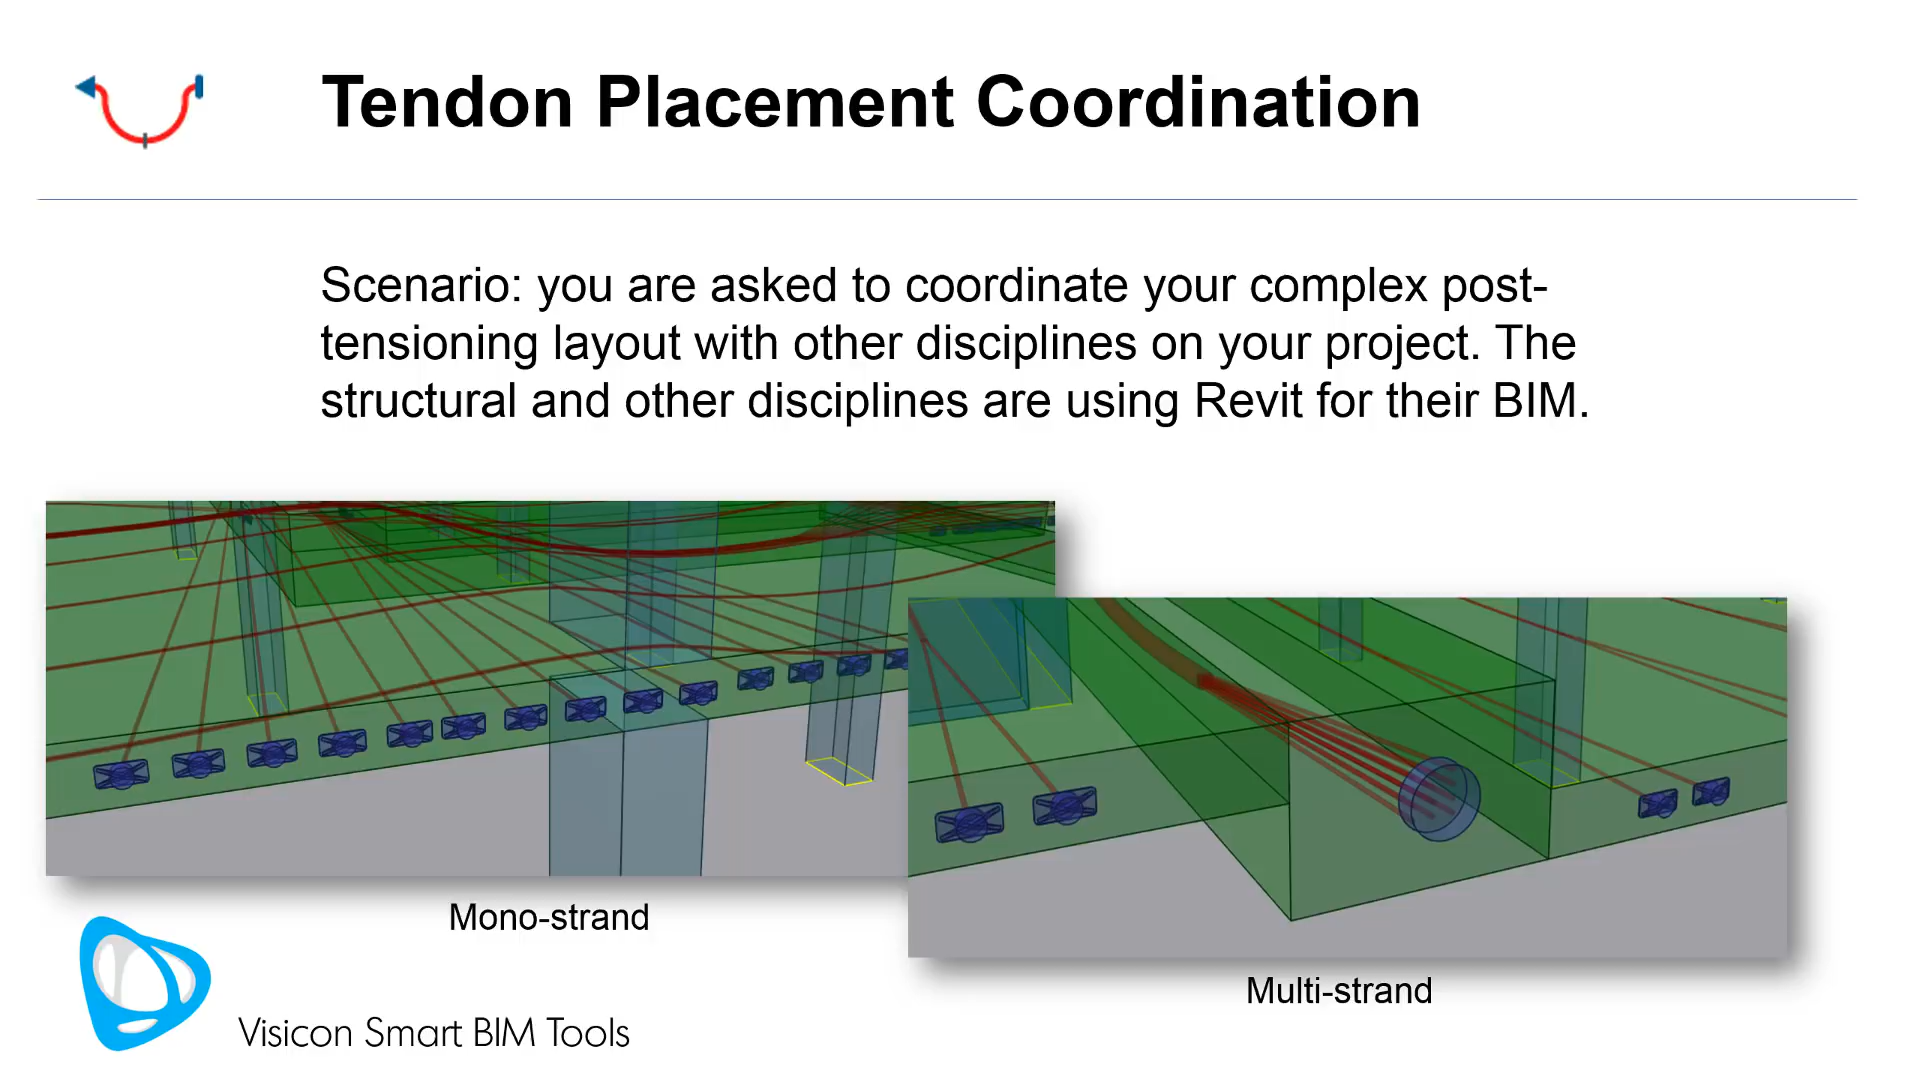 Tendon Placement Coordination
Scenario: you are asked to coordinate your complex post-
tensioning layout with other disciplines on your project. The
structural and other disciplines are using Revit for their BIM.
Mono-strand
Multi-strand
Visicon Smart BIM Tools